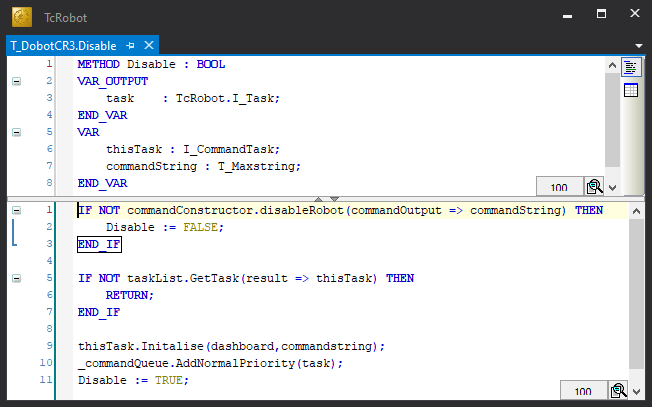 TcRobot
T_DobotCR3.Disable
1 METHOD Disable : BOOL
2 VAR_OUTPUT
3 task : TcRobot.I_Task;
4 END_VAR
5 VAR
6 thisTask : I_CommandTask;
7 commandString : T_Maxstring;
8 END_VAR
100
1 IF NOT commandConstructor.disableRobot(commandOutput => commandString) THEN
2 Disable := FALSE;
3 END_IF
4
5 IF NOT taskList.GetTask(result => thisTask) THEN
6 RETURN;
7 END_IF
8
9 thisTask.Initalise(dashboard,commandstring);
10 _commandQueue.AddNormalPriority(task);
11 Disable := TRUE;
100